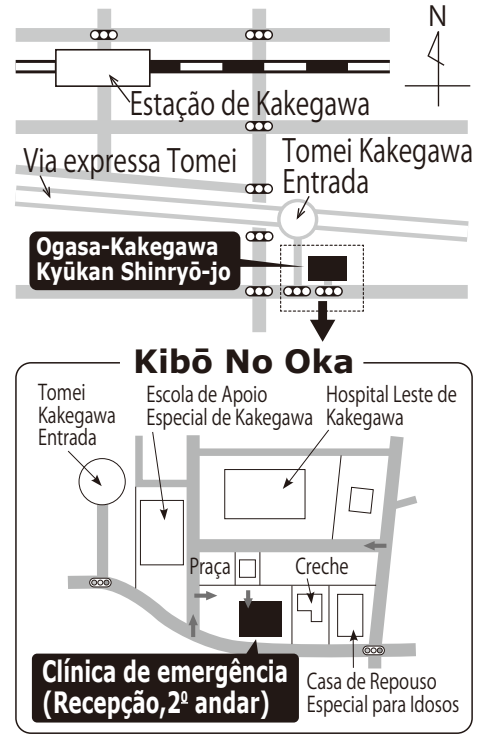 N
Estação de Kakegawa
Via expressa Tomei
Tomei Kakegawa
Entrada
Ogasa-Kakegawa
Kyūkan Shinryō-jo
Kibō No Oka
Tomei
Kakegawa
Entrada
Escola de Apoio
Especial de Kakegawa
Hospital Leste de
Kakegawa
Praça
Creche
Clínica de emergência
(Recepção,2º andar)
Casa de Repouso
Especial para Idosos